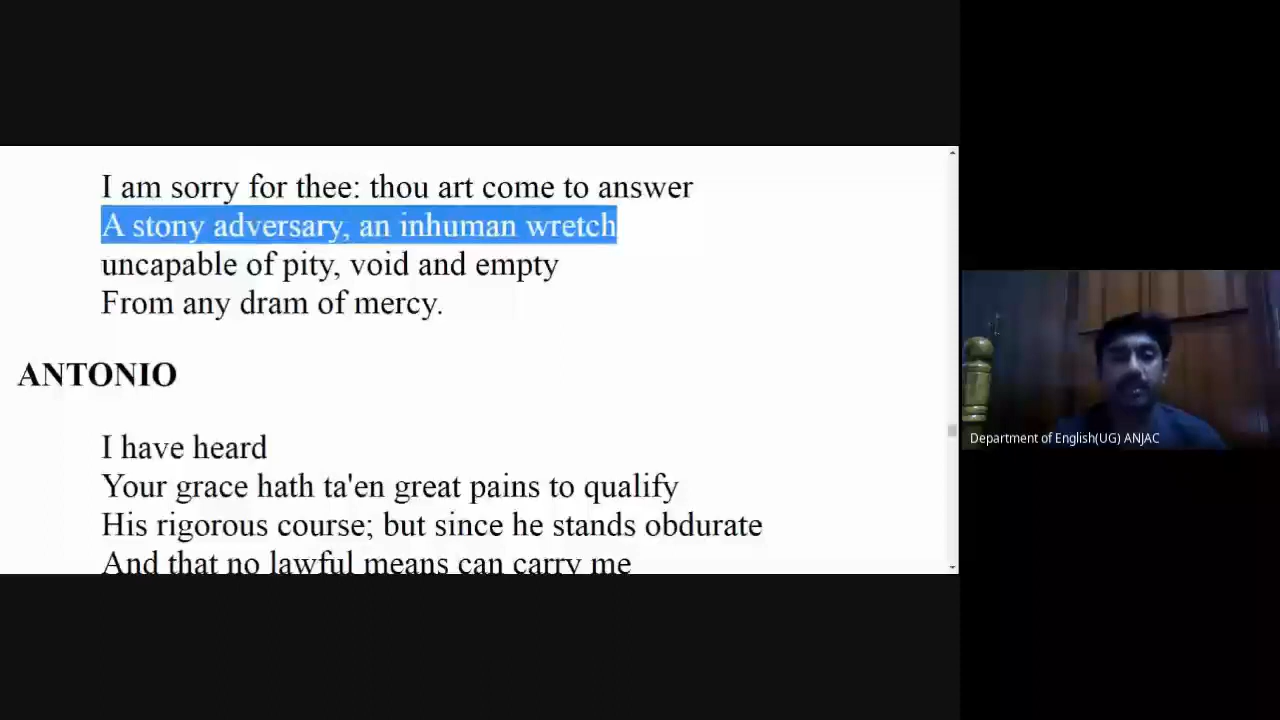 I am sorry for thee: thou art come to answer
A stony adversary, an inhuman wretch
uncapable of pity, void and empty
From any dram of mercy.
ANTONIO
I have heard
Your grace hath ta'en great pains to qualify
His rigorous course; but since he stands obdurate
And that no lawful means can carry me
Department of English(UG) ANJAC